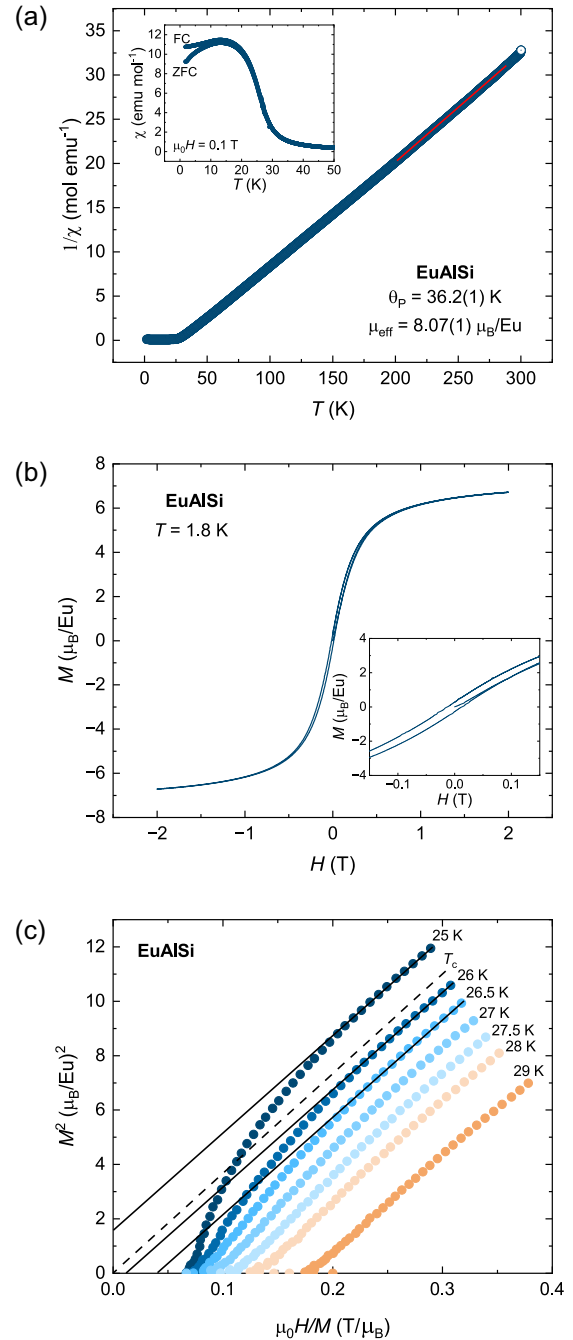 (a)
35
30
25
20
15
10
5
0
1/χ (mol emu⁻¹)
0
50
100
150
200
250
300
T (K)
12
10
8
6
4
2
0
χ (emu mol⁻¹)
FC
ZFC
μ₀H = 0.1 T
0
10
20
30
40
50
T (K)
EuAlSi
θP = 36.2(1) K
μeff = 8.07(1) μB/Eu
(b)
8
6
4
2
0
−2
−4
−6
−8
M (μB/Eu)
EuAlSi
T = 1.8 K
−2
−1
0
1
2
H (T)
4
2
0
−2
−4
M (μB/Eu)
−0.1
0.0
0.1
H (T)
(c)
12
10
8
6
4
2
0
M² (μB/Eu)²
EuAlSi
25 K
Tc
26 K
26.5 K
27 K
27.5 K
28 K
29 K
0.0
0.1
0.2
0.3
0.4
μ₀H/M (T/μB)